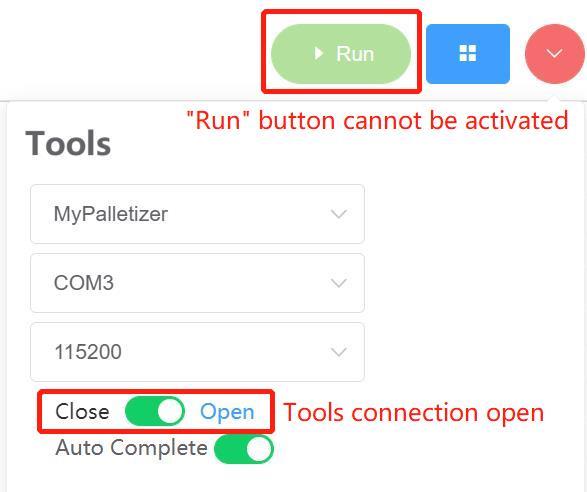 Run
"Run" button cannot be activated
Tools
MyPalletizer
COM3
115200
Close Open Tools connection open
Auto Complete